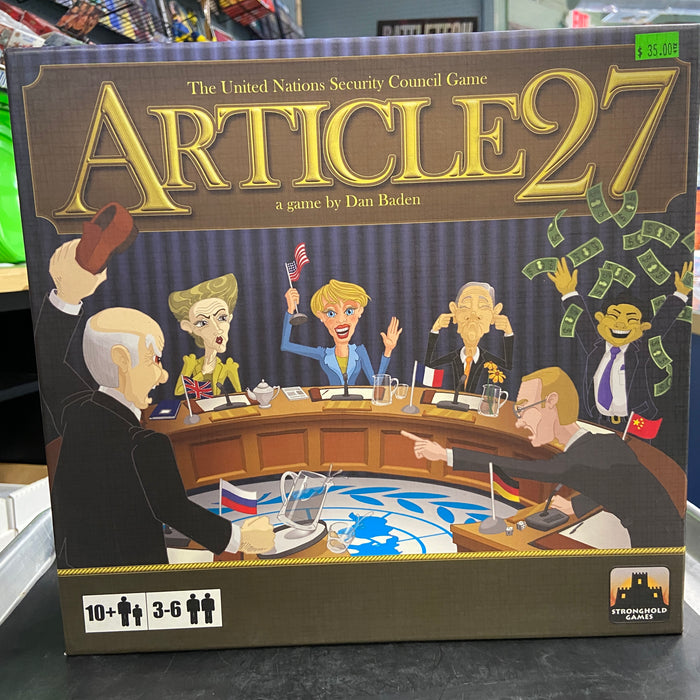 $ 35.00
The United Nations Security Council Game
ARTICLE 27
a game by Dan Baden
10+ 3-6
STRONGHOLD
GAMES